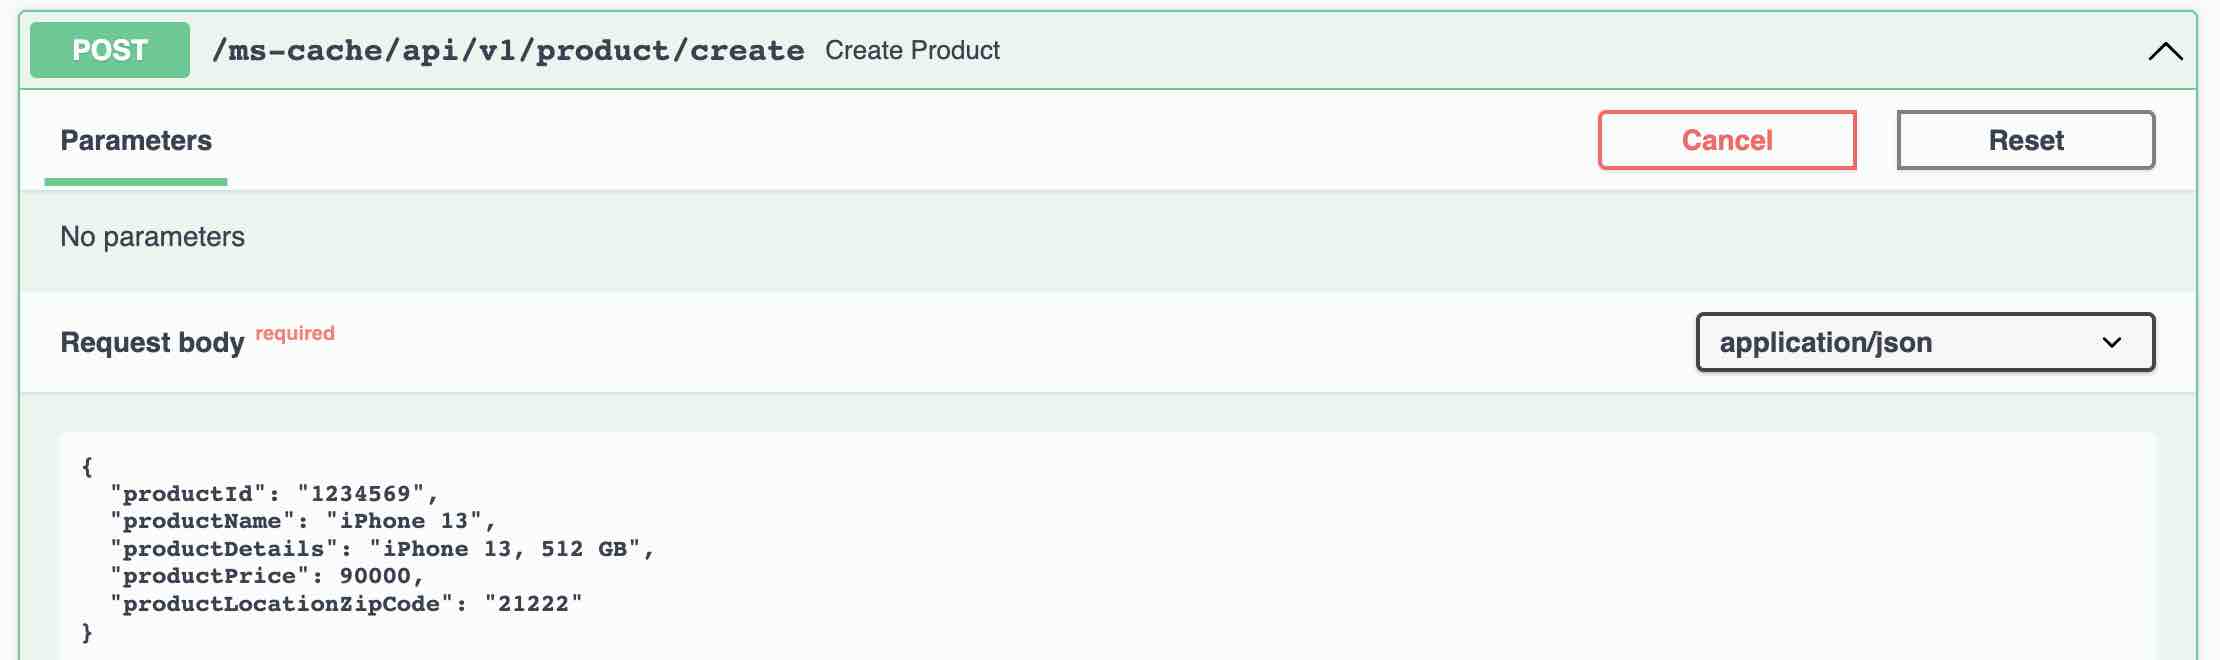 POST /ms-cache/api/v1/product/create Create Product
Parameters
Cancel
Reset
No parameters
Request body required
application/json
{
  "productId": "1234569",
  "productName": "iPhone 13",
  "productDetails": "iPhone 13, 512 GB",
  "productPrice": 90000,
  "productLocationZipCode": "21222"
}